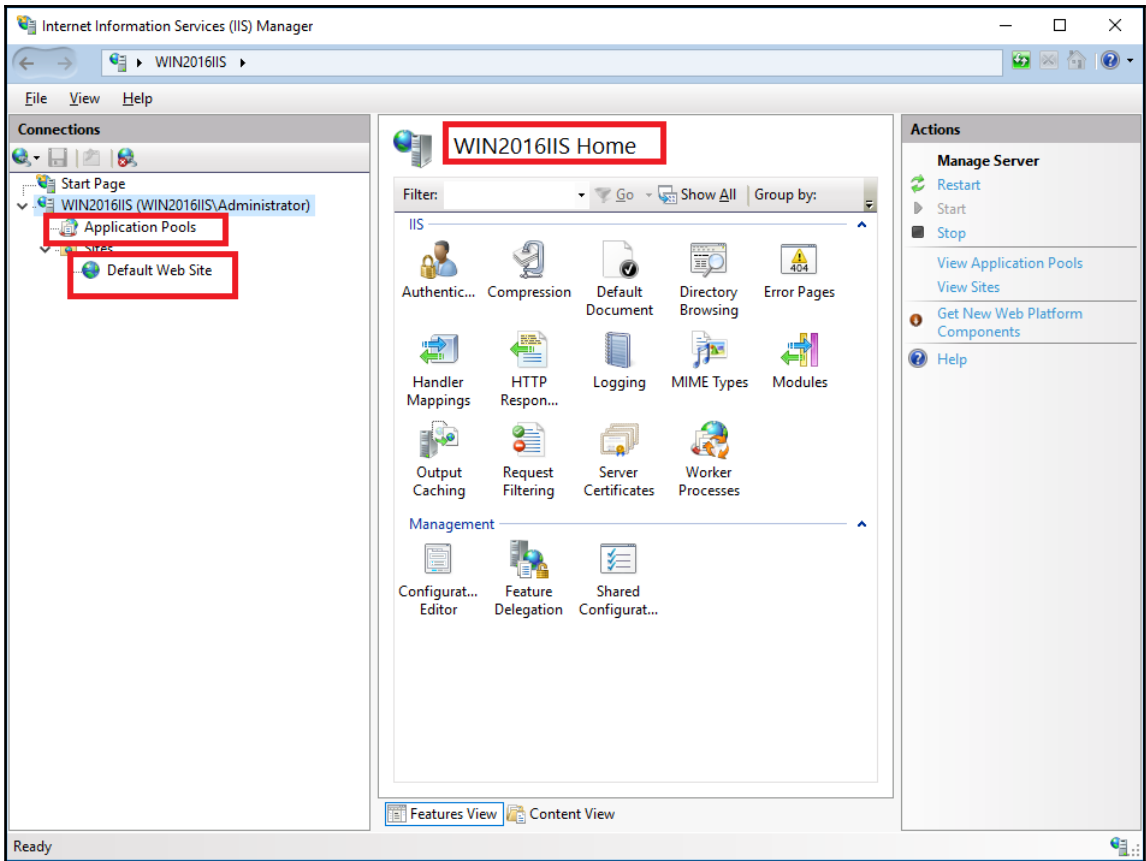 Internet Information Services (IIS) Manager
WIN2016IIS
File View Help
Connections
Start Page
WIN2016IIS (WIN2016IIS\Administrator)
Application Pools
Sites
Default Web Site
WIN2016IIS Home
Filter: Go Show All Group by:
IIS
Authentic... Compression Default Document Directory Browsing Error Pages
Handler Mappings HTTP Respon... Logging MIME Types Modules
Output Caching Request Filtering Server Certificates Worker Processes
Management
Configurat... Editor Feature Delegation Shared Configurat...
Features View Content View
Actions
Manage Server
Restart
Start
Stop
View Application Pools
View Sites
Get New Web Platform
Components
Help
Ready